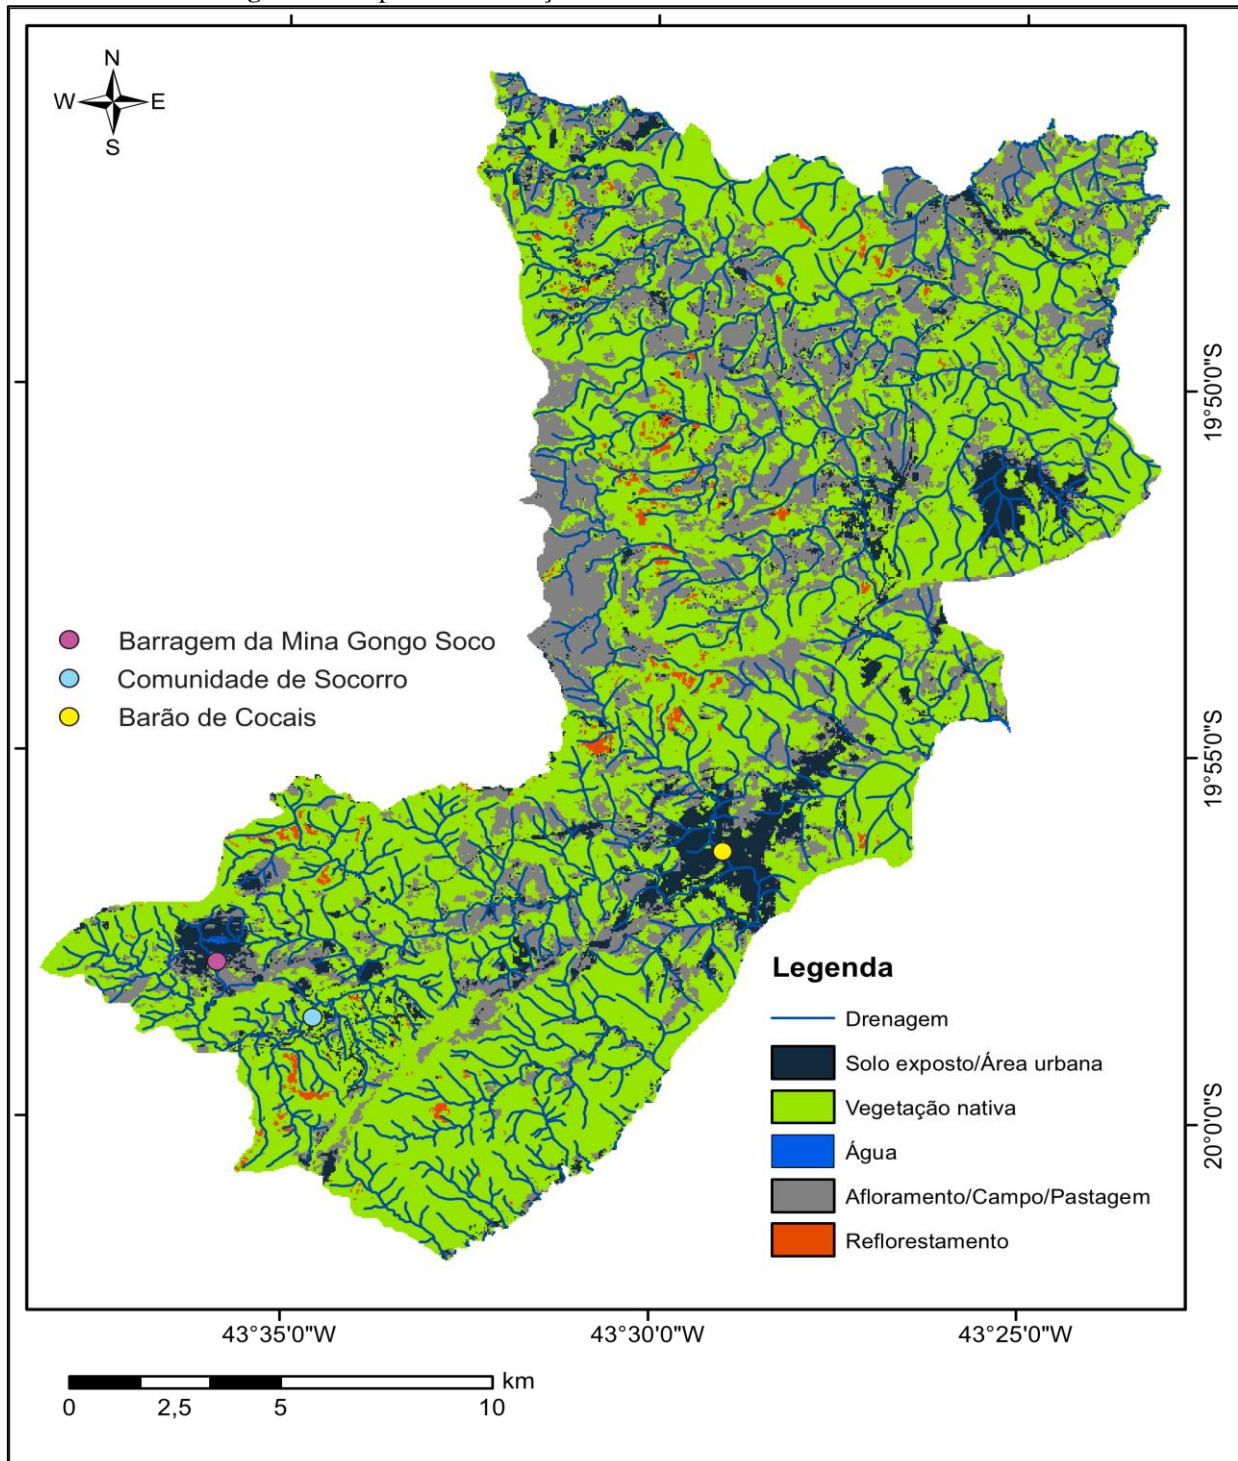 N
W E
S
19°50'0"S
Barragem da Mina Gongo Soco
Comunidade de Socorro
Barão de Cocais
19°55'0"S
Legenda
Drenagem
Solo exposto/Área urbana
Vegetação nativa
Água
Afloramento/Campo/Pastagem
Reflorestamento
20°0'0"S
43°35'0"W 43°30'0"W 43°25'0"W
km
0 2,5 5 10